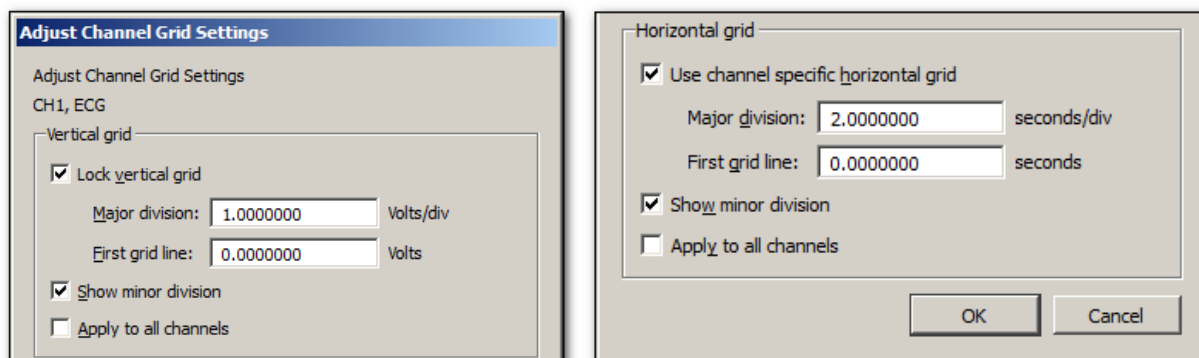 Adjust Channel Grid Settings
Adjust Channel Grid Settings
CH1, ECG
Vertical grid
Lock vertical grid
Major division: 1.0000000 Volts/div
First grid line: 0.0000000 Volts
Show minor division
Apply to all channels
Horizontal grid
Use channel specific horizontal grid
Major division: 2.0000000 seconds/div
First grid line: 0.0000000 seconds
Show minor division
Apply to all channels
OK Cancel